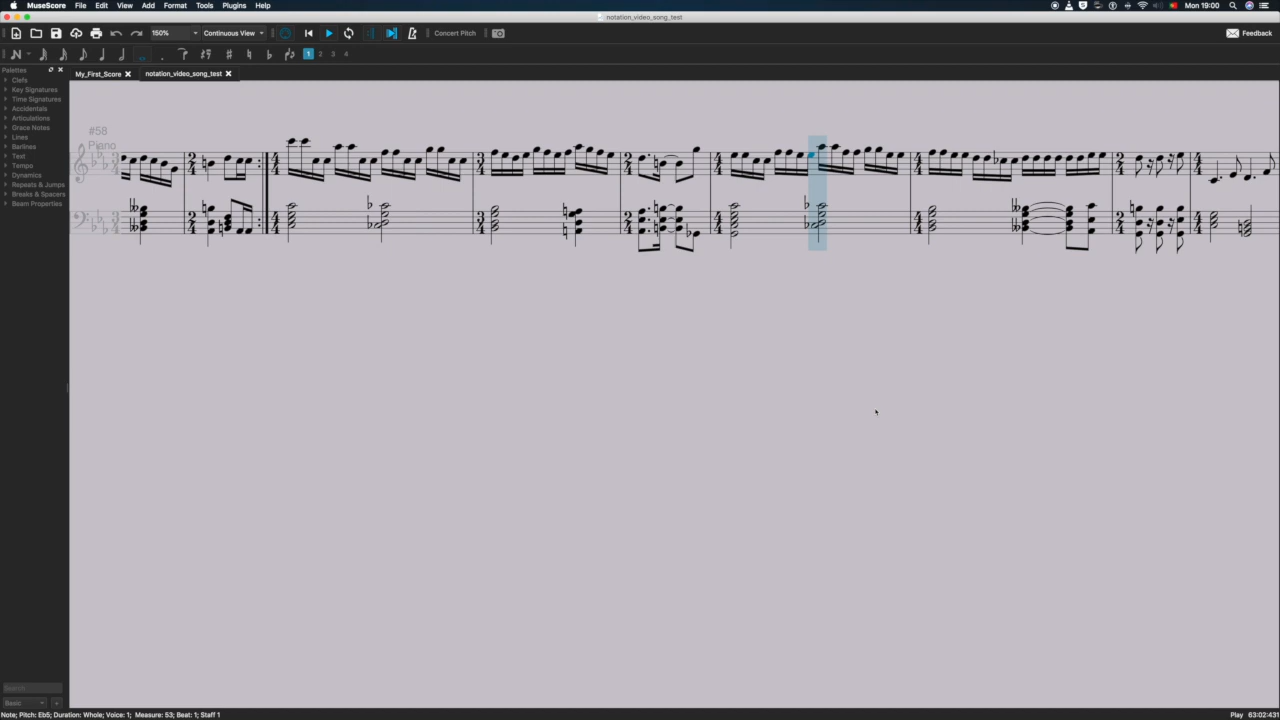 MuseScore File Edit View Add Format Tools Plugins Help Mon 19:00
notation_video_song_test
150% Continuous View Concert Pitch Feedback
1 2 3 4
Palettes My_First_Score notation_video_song_test
Clefs
Key Signatures
Time Signatures
Accidentals
Articulations
Grace Notes
Lines
Barlines
Text
Tempo
Dynamics
Repeats & Jumps
Breaks & Spacers
Beam Properties
#58
Piano
Search
Basic
Note; Pitch: Eb5; Duration: Whole; Voice: 1; Measure: 53; Beat: 1; Staff 1 Play 63:02:431